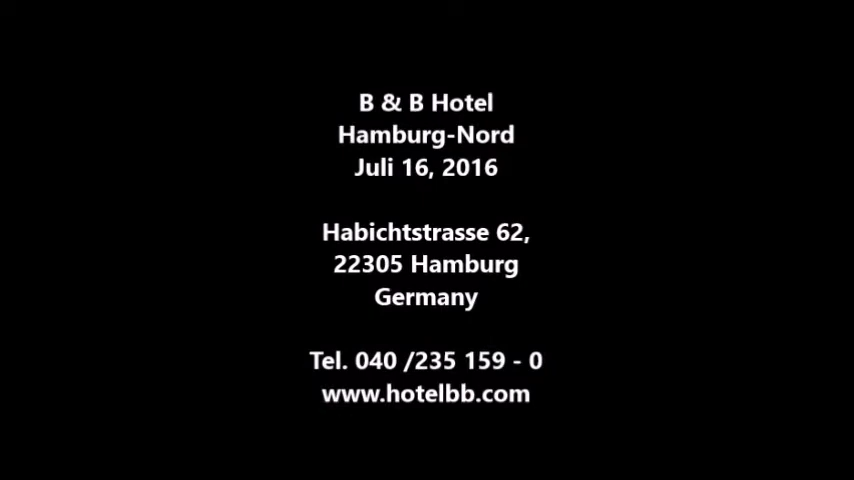 B & B Hotel
Hamburg-Nord
Juli 16, 2016
Habichtstrasse 62,
22305 Hamburg
Germany
Tel. 040 /235 159 - 0
www.hotelbb.com